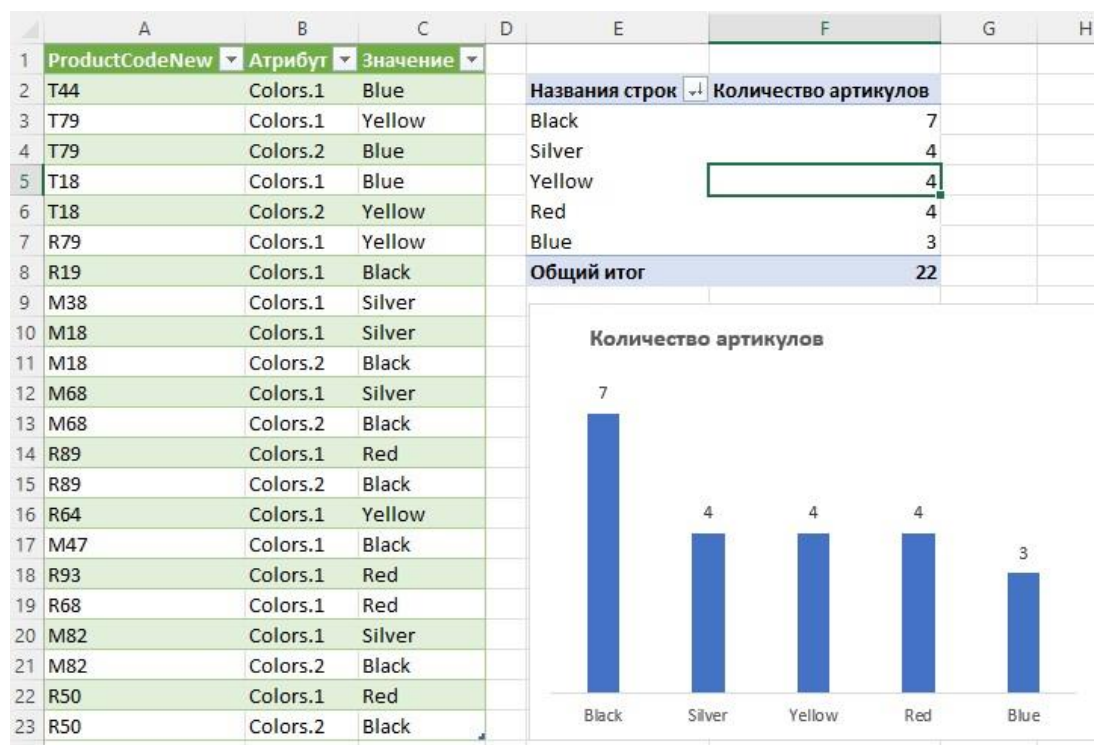 A B C D E F G H
1 ProductCodeNew Атрибут Значение
2 T44 Colors.1 Blue Названия строк Количество артикулов
3 T79 Colors.1 Yellow Black 7
4 T79 Colors.2 Blue Silver 4
5 T18 Colors.1 Blue Yellow 4
6 T18 Colors.2 Yellow Red 4
7 R79 Colors.1 Yellow Blue 3
8 R19 Colors.1 Black Общий итог 22
9 M38 Colors.1 Silver
10 M18 Colors.1 Silver
11 M18 Colors.2 Black
12 M68 Colors.1 Silver
13 M68 Colors.2 Black
14 R89 Colors.1 Red
15 R89 Colors.2 Black
16 R64 Colors.1 Yellow
17 M47 Colors.1 Black
18 R93 Colors.1 Red
19 R68 Colors.1 Red
20 M82 Colors.1 Silver
21 M82 Colors.2 Black
22 R50 Colors.1 Red
23 R50 Colors.2 Black
Количество артикулов
7
4 4 4
3
Black Silver Yellow Red Blue